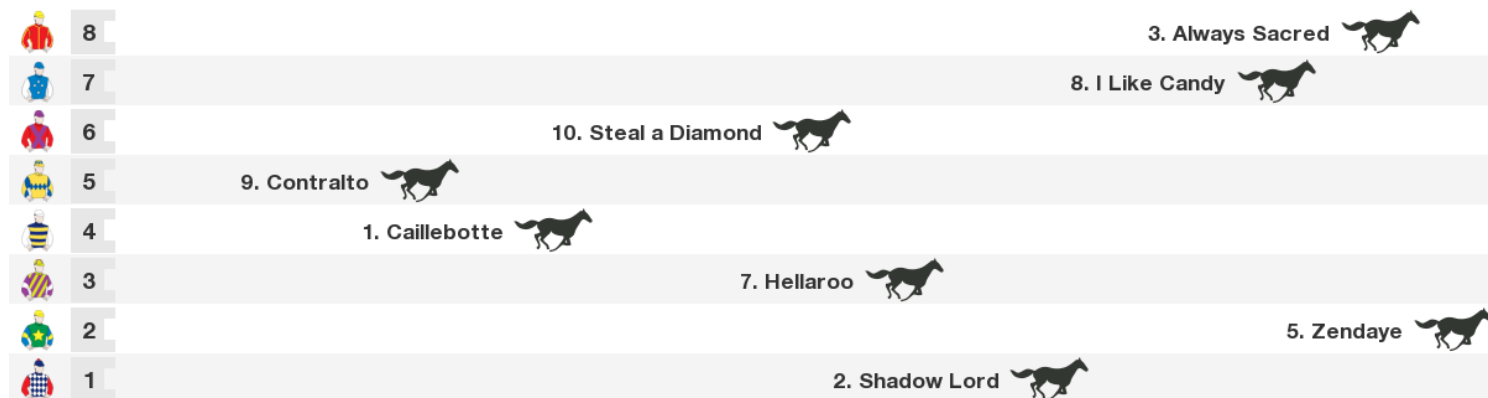 8 3. Always Sacred
7 8. I Like Candy
6 10. Steal a Diamond
5 9. Contralto
4 1. Caillebotte
3 7. Hellaroo
2 5. Zendaye
1 2. Shadow Lord